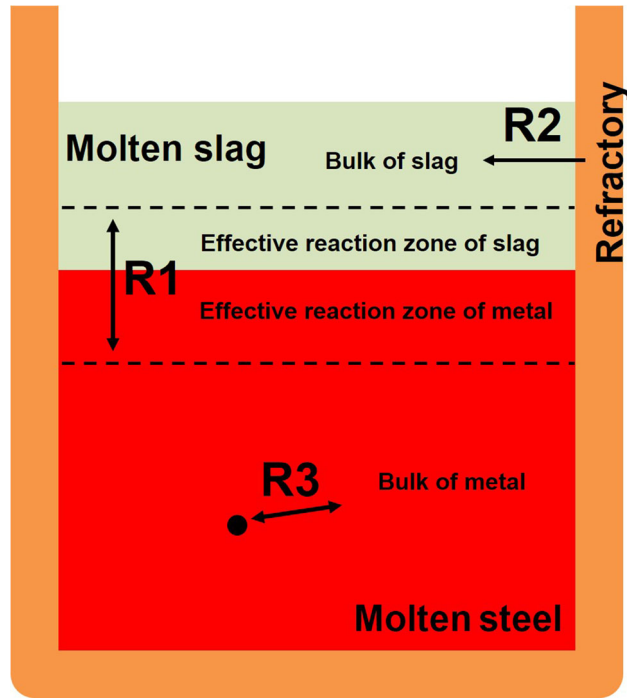 R2
Molten slag
Bulk of slag
Refractory
Effective reaction zone of slag
R1
Effective reaction zone of metal
R3
Bulk of metal
Molten steel